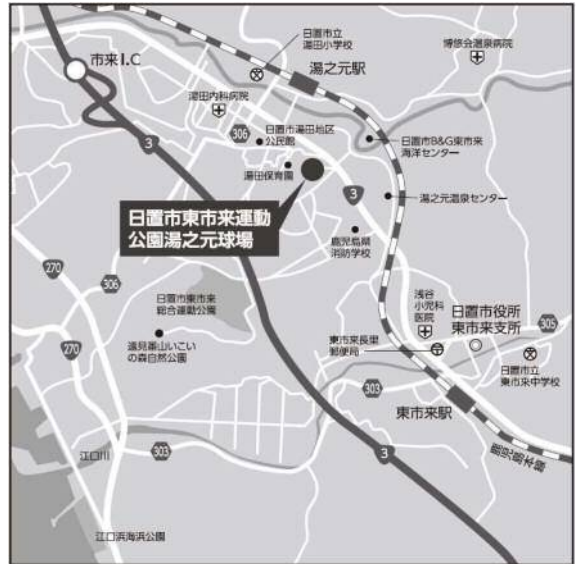 日置市立
湯田小学校
博悠会温泉病院
湯之元駅
市来I.C
湯田内科病院
306
日置市湯田地区
公民館
日置市B&G東市来
海洋センター
3
湯田保育園
3
湯之元温泉センター
日置市東市来運動
公園湯之元球場
鹿児島県
消防学校
270
306
日置市東市来
総合運動公園
浅谷
小児科
医院
日置市役所
東市来支所
305
270
遠見番山いこい
の森自然公園
東市来長里
郵便局
日置市立
東市来中学校
303
東市来駅
303
江口川
3
鹿児島本線
江口浜海浜公園